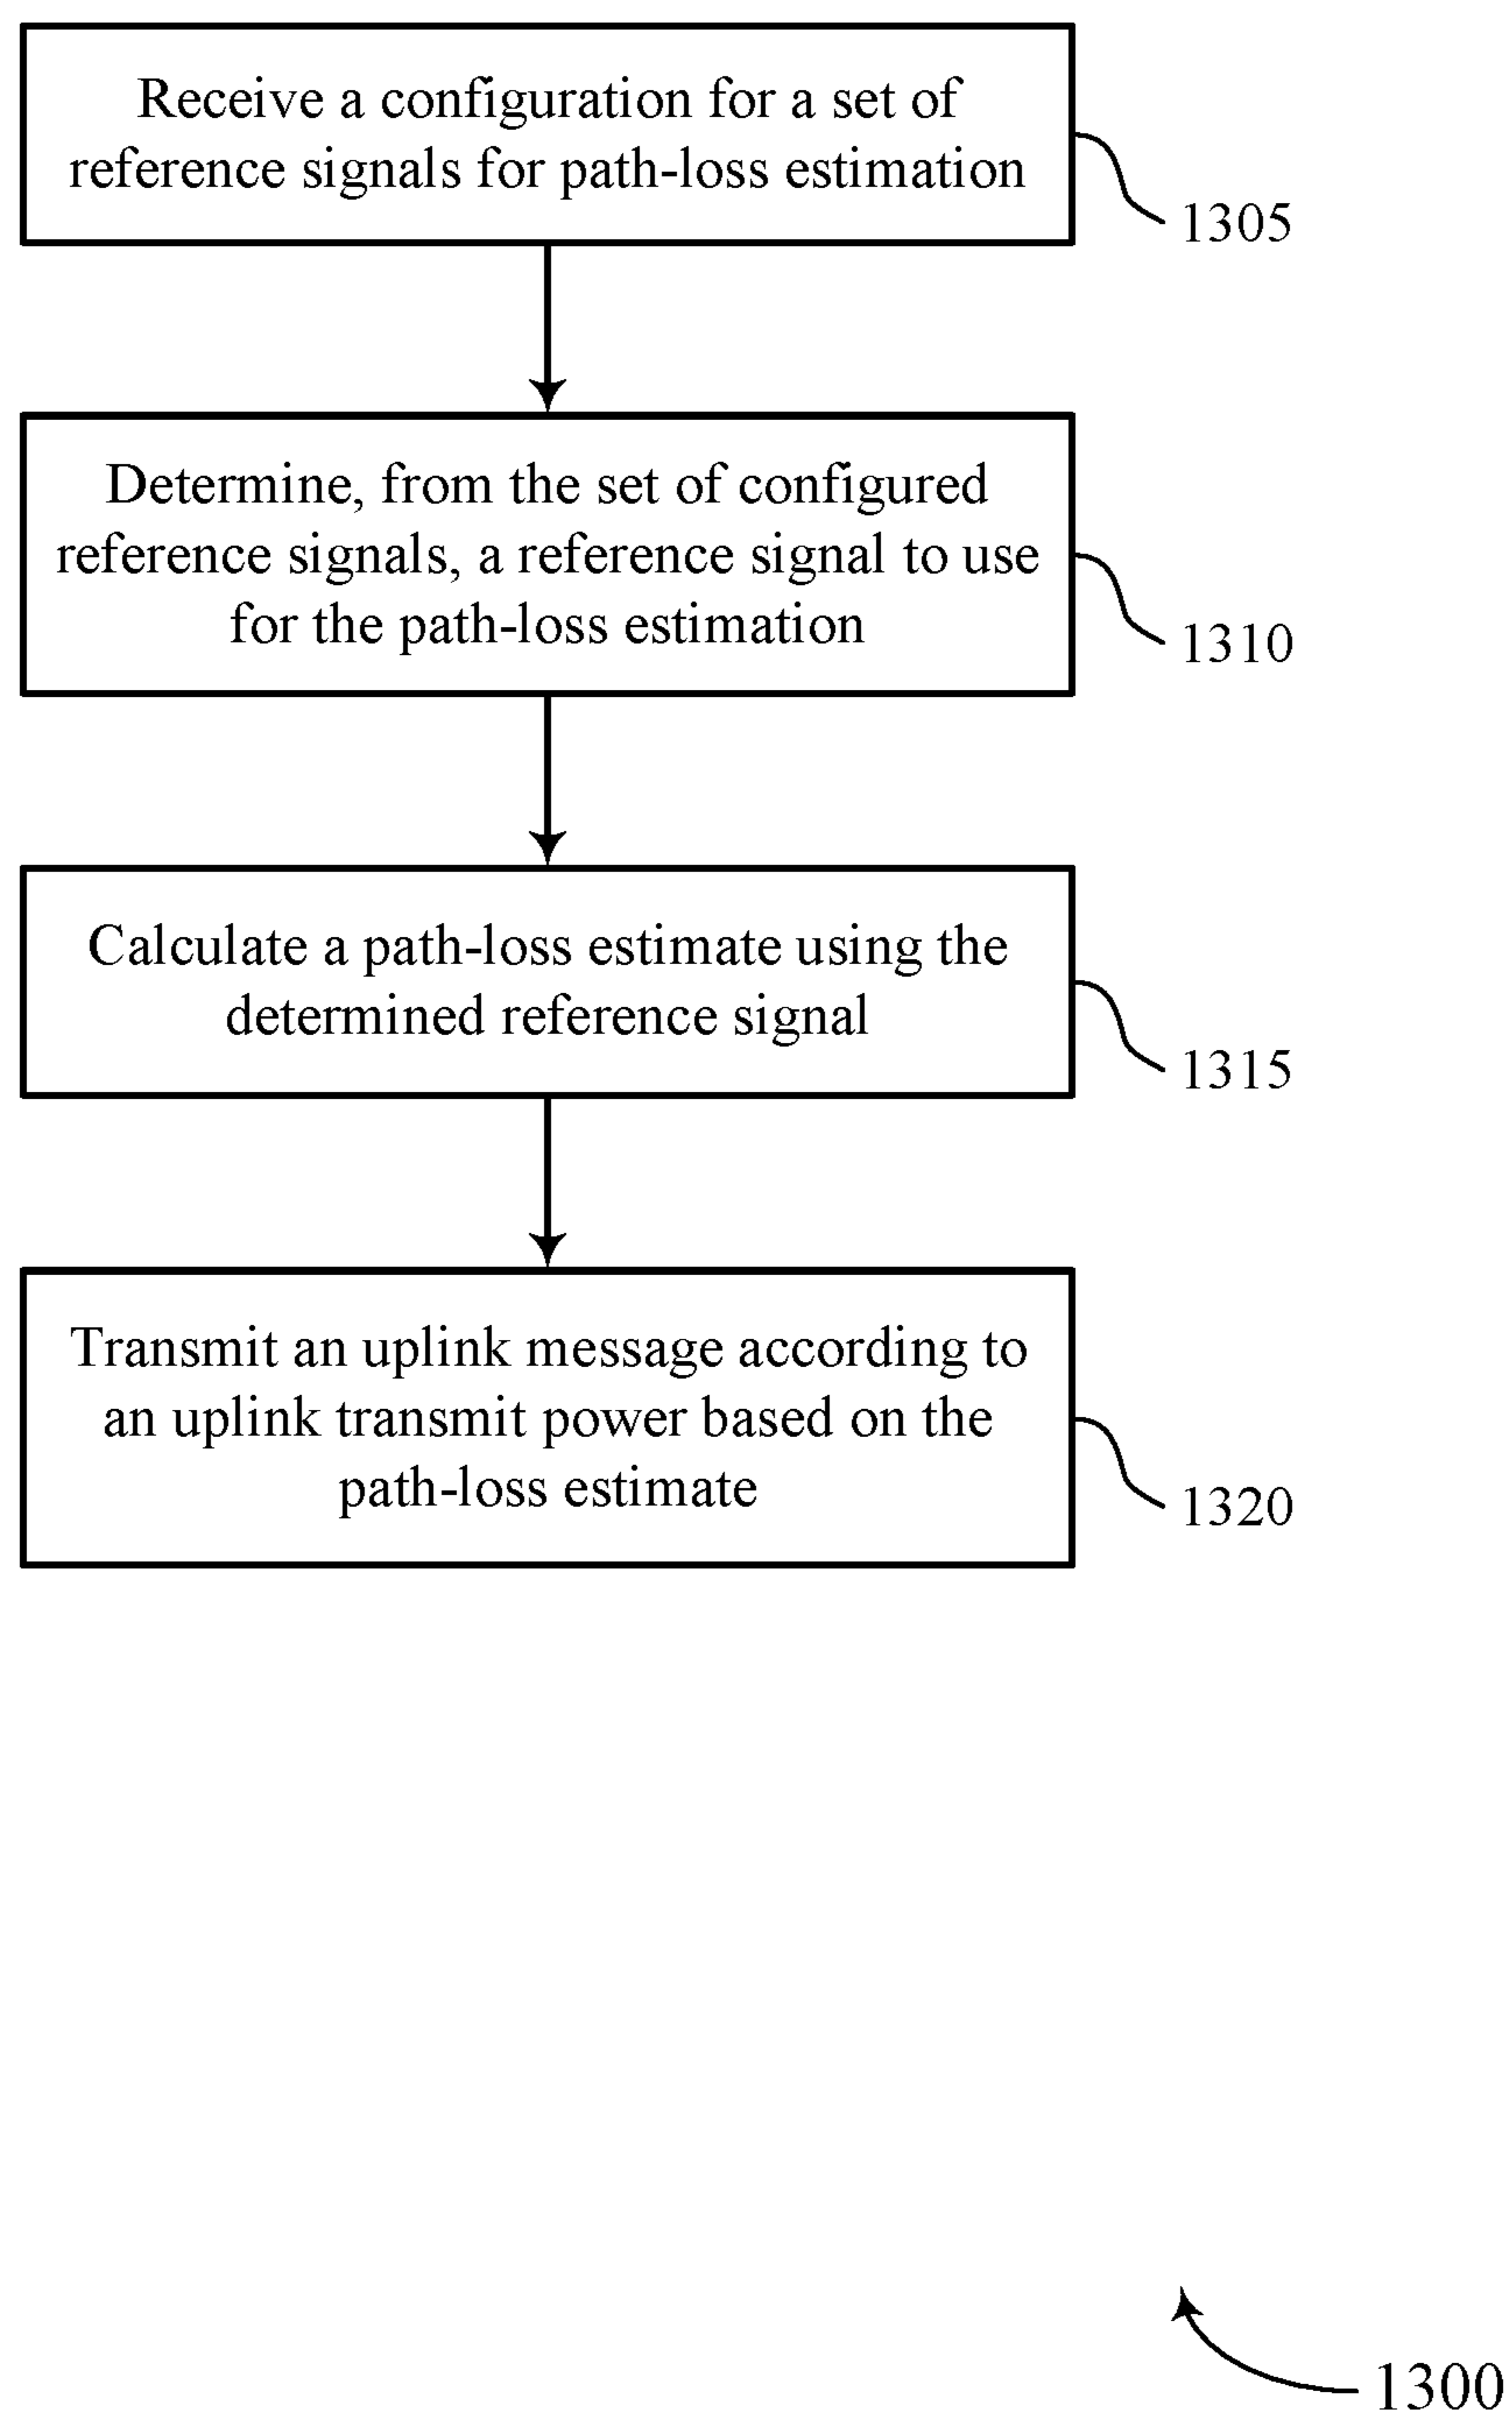 Receive a configuration for a set of
reference signals for path-loss estimation
1305
Determine, from the set of configured
reference signals, a reference signal to use
for the path-loss estimation
1310
Calculate a path-loss estimate using the
determined reference signal
1315
Transmit an uplink message according to
an uplink transmit power based on the
path-loss estimate
1320
1300